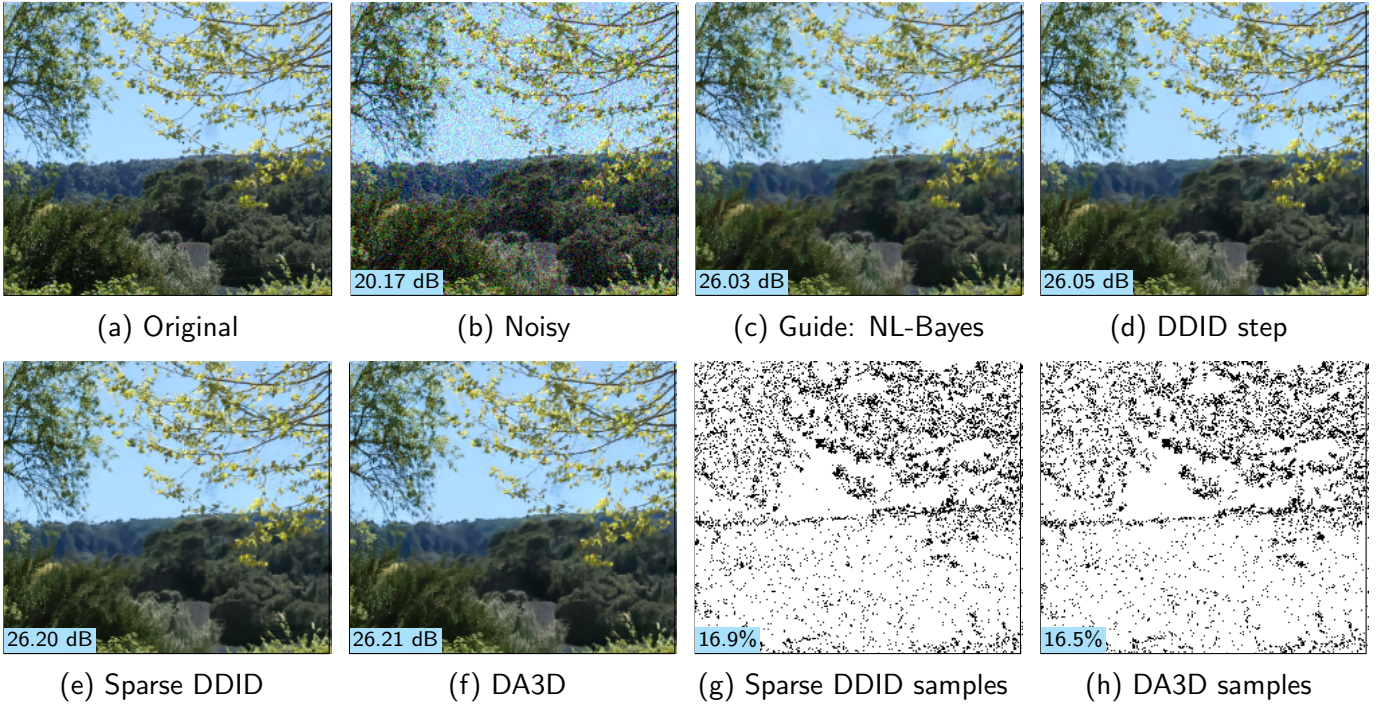 20.17 dB
26.03 dB
26.05 dB
(a) Original
(b) Noisy
(c) Guide: NL-Bayes
(d) DDID step
26.20 dB
26.21 dB
16.9%
16.5%
(e) Sparse DDID
(f) DA3D
(g) Sparse DDID samples
(h) DA3D samples